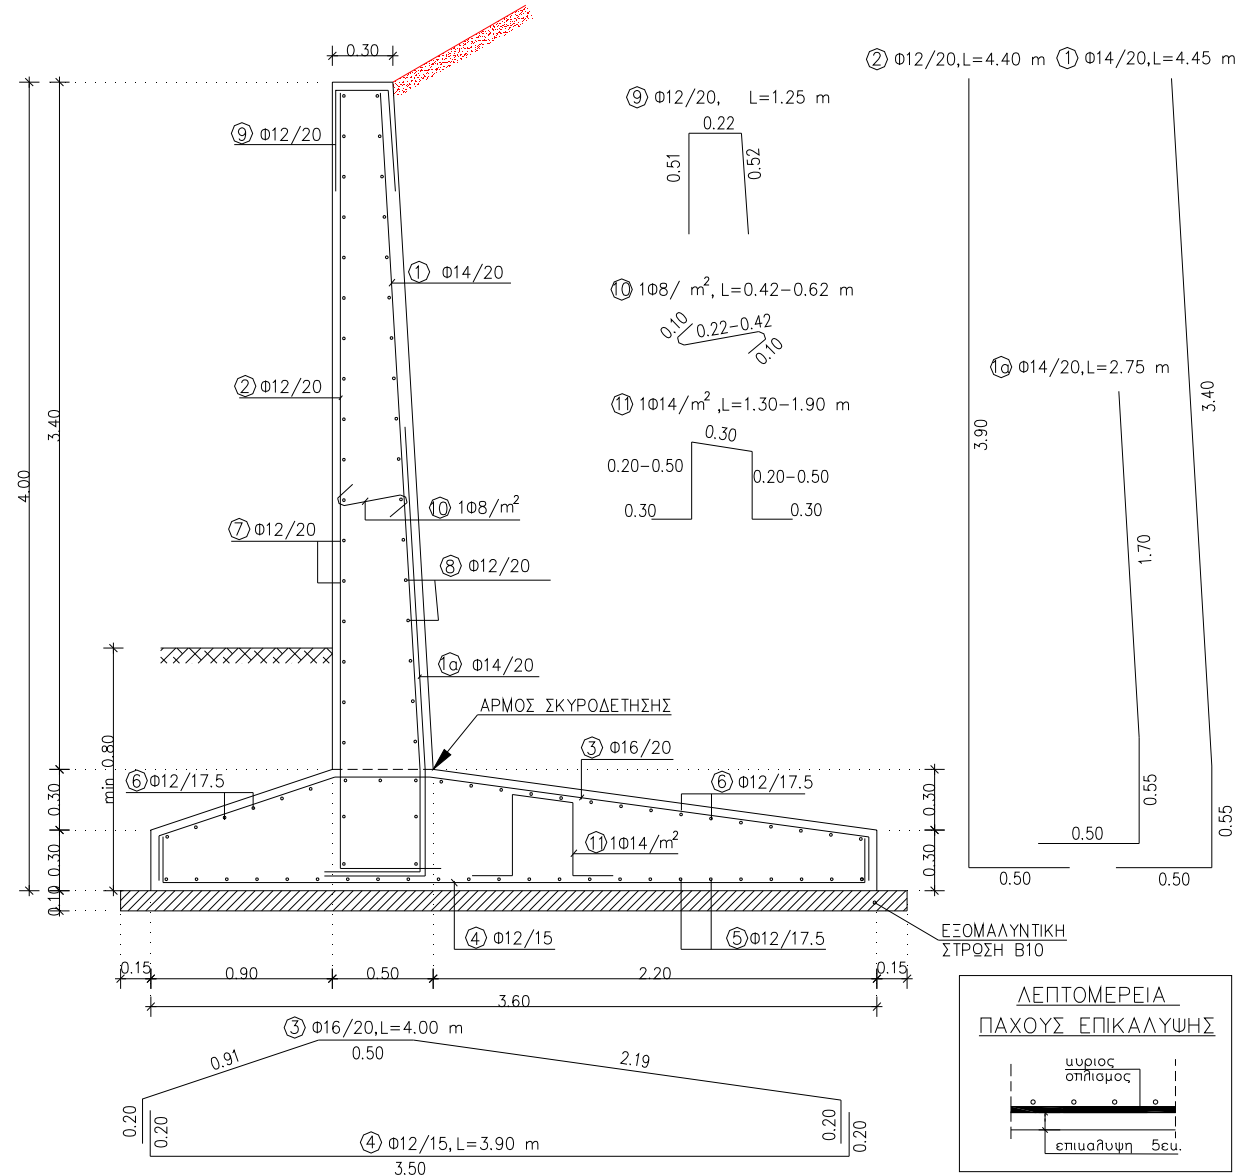 0.30
② Φ12/20,L=4.40 m
① Φ14/20,L=4.45 m
⑨ Φ12/20, L=1.25 m
0.22
0.51
0.52
⑨ Φ12/20
① Φ14/20
⑩ 1Φ8/ m², L=0.42-0.62 m
0.10
0.22-0.42
0.10
1α Φ14/20,L=2.75 m
② Φ12/20
⑪ 1Φ14/m² ,L=1.30-1.90 m
0.30
0.20-0.50
0.20-0.50
0.30
0.30
3.40
3.90
3.40
4.00
⑩ 1Φ8/m²
⑦ Φ12/20
⑧ Φ12/20
1.70
1α Φ14/20
ΑΡΜΟΣ ΣΚΥΡΟΔΕΤΗΣΗΣ
min 0.80
③ Φ16/20
⑥ Φ12/17.5
⑥ Φ12/17.5
0.30
0.30
0.55
0.55
0.50
⑪ 1Φ14/m²
0.30
0.30
0.50
0.50
0.10
④ Φ12/15
⑤ Φ12/17.5
ΕΞΟΜΑΛΥΝΤΙΚΗ
ΣΤΡΩΣΗ Β10
0.15
0.90
0.50
2.20
0.15
3.60
③ Φ16/20,L=4.00 m
0.91
0.50
2.19
0.20
0.20
0.20
0.20
④ Φ12/15,L=3.90 m
3.50
ΛΕΠΤΟΜΕΡΕΙΑ
ΠΑΧΟΥΣ ΕΠΙΚΑΛΥΨΗΣ
κυριος
οπλισμος
επικαλυψη 5εκ.